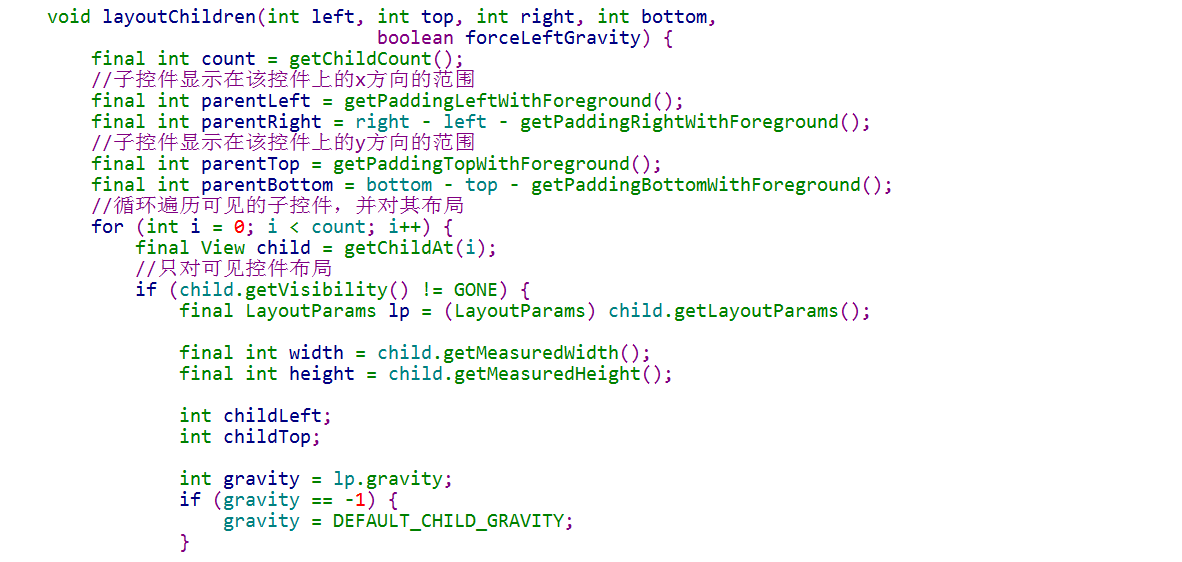 void layoutChildren(int left, int top, int right, int bottom,
boolean forceLeftGravity) {
final int count = getChildCount();
//子控件显示在该控件上的x方向的范围
final int parentLeft = getPaddingLeftWithForeground();
final int parentRight = right - left - getPaddingRightWithForeground();
//子控件显示在该控件上的y方向的范围
final int parentTop = getPaddingTopWithForeground();
final int parentBottom = bottom - top - getPaddingBottomWithForeground();
//循环遍历可见的子控件，并对其布局
for (int i = 0; i < count; i++) {
final View child = getChildAt(i);
//只对可见控件布局
if (child.getVisibility() != GONE) {
final LayoutParams lp = (LayoutParams) child.getLayoutParams();
final int width = child.getMeasuredWidth();
final int height = child.getMeasuredHeight();
int childLeft;
int childTop;
int gravity = lp.gravity;
if (gravity == -1) {
gravity = DEFAULT_CHILD_GRAVITY;
}